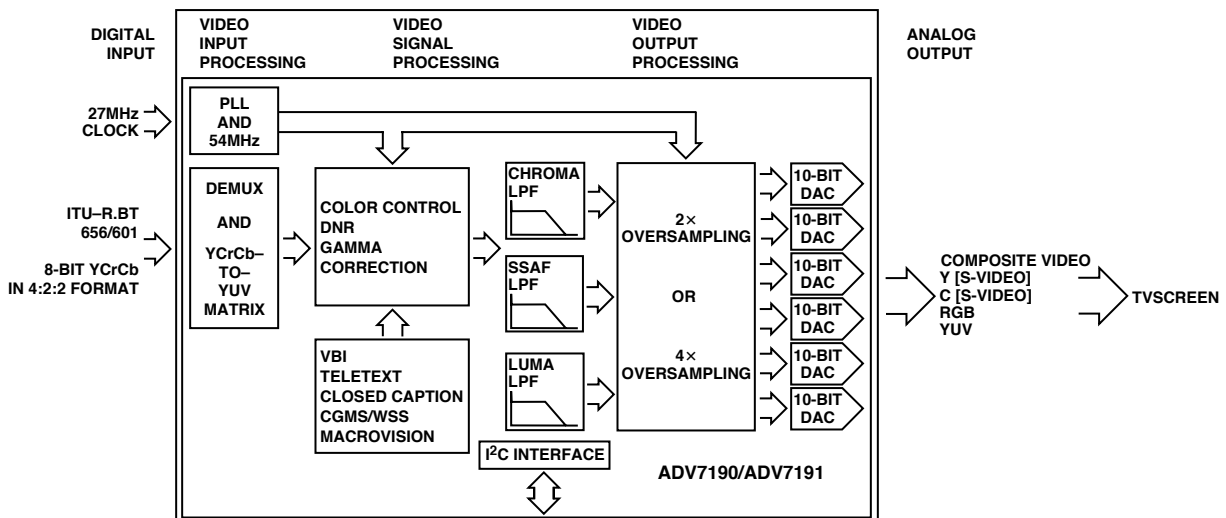 DIGITAL
INPUT
VIDEO
INPUT
PROCESSING
VIDEO
SIGNAL
PROCESSING
VIDEO
OUTPUT
PROCESSING
ANALOG
OUTPUT
27MHz
CLOCK
PLL
AND
54MHz
ITU–R.BT
656/601
8-BIT YCrCb
IN 4:2:2 FORMAT
DEMUX
AND
YCrCb–
TO–
YUV
MATRIX
COLOR CONTROL
DNR
GAMMA
CORRECTION
VBI
TELETEXT
CLOSED CAPTION
CGMS/WSS
MACROVISION
CHROMA
LPF
SSAF
LPF
LUMA
LPF
I²C INTERFACE
2×
OVERSAMPLING
OR
4×
OVERSAMPLING
10-BIT
DAC
10-BIT
DAC
10-BIT
DAC
10-BIT
DAC
10-BIT
DAC
10-BIT
DAC
ADV7190/ADV7191
COMPOSITE VIDEO
Y [S-VIDEO]
C [S-VIDEO]
RGB
YUV
TVSCREEN